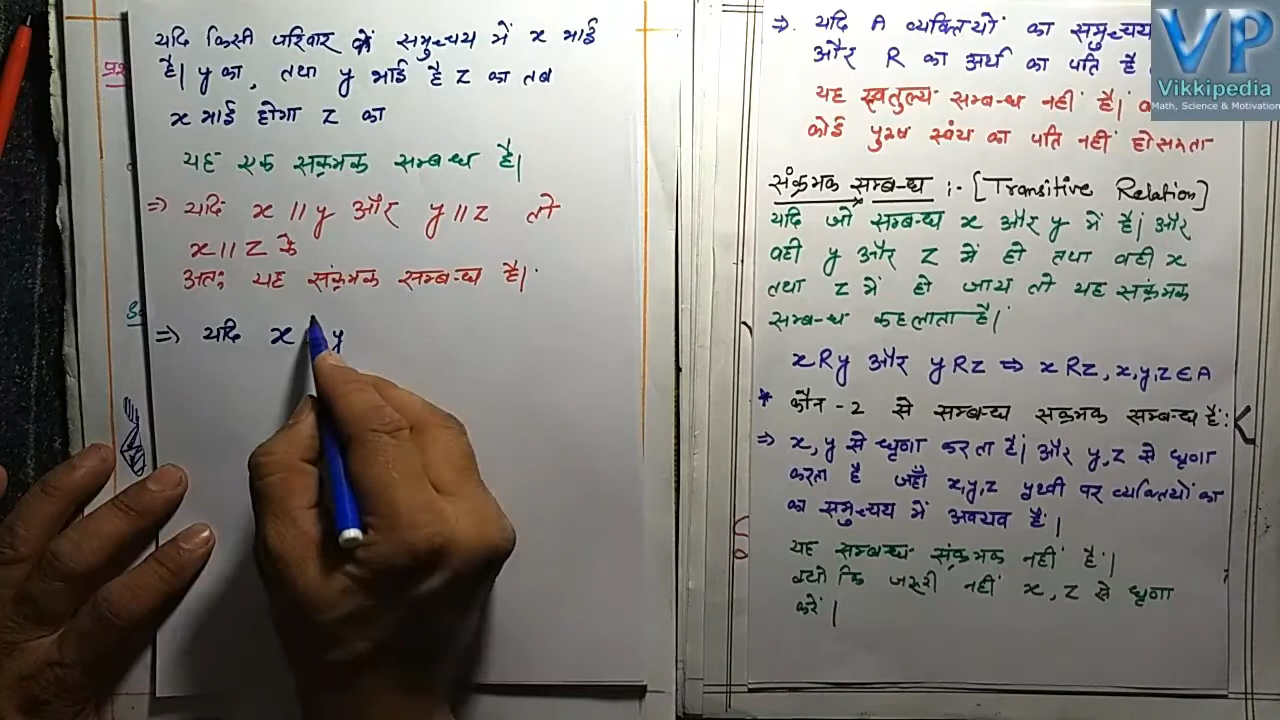 यदि किसी परिवार के समुच्चय में x भाई
है। y का, तथा y भाई है z का तब
x भाई होगा z का
यह एक सक्रमक सम्बन्ध है।
⇒ यदि x // y और y // z तो
x // z के
अतः यह संक्रमक सम्बन्ध है।
⇒ यदि x y
प्रश
⇒ यदि A व्यक्तियों का समुच्चय
और R का अर्थ का पति है
यह स्वतुल्य सम्बन्ध नहीं है।
कोई पुरुष स्वंय का पति नहीं हो सकता
संक्रमक सम्बन्ध :- [Transitive Relation]
यदि जो सम्बन्ध x और y में है। और
वही y और z में हो तथा वही x
तथा z में हो जाय तो यह संक्रमक
सम्बन्ध कहलाता है।
xRy और yRz ⇒ xRz, x,y,z ∈ A
* कौन-2 से सम्बन्ध सक्रमक सम्बन्ध है:
⇒ x, y से घृणा करता है। और y, z से घृणा
करता है जहाँ x,y,z पृथ्वी पर व्यक्तियों का
का समुच्चय में अवयव हैं।
यह सम्बन्ध संक्रमक नहीं है।
क्यो कि जरूरी नहीं x, z से घृणा
करें।
VP
Vikkipedia
Math, Science & Motivation